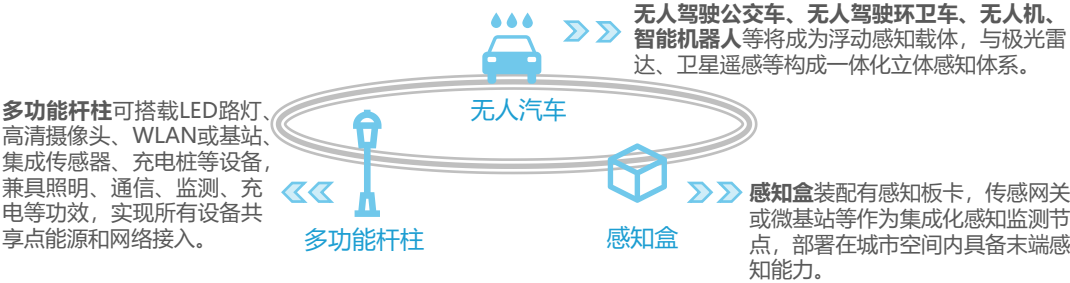 无人驾驶公交车、无人驾驶环卫车、无人机、
智能机器人等将成为浮动感知载体，与极光雷
达、卫星遥感等构成一体化立体感知体系。
无人汽车
多功能杆柱可搭载LED路灯、
高清摄像头、WLAN或基站、
集成传感器、充电桩等设备，
兼具照明、通信、监测、充
电等功效，实现所有设备共
享点能源和网络接入。
多功能杆柱
感知盒
感知盒装配有感知板卡，传感网关
或微基站等作为集成化感知监测节
点，部署在城市空间内具备末端感
知能力。